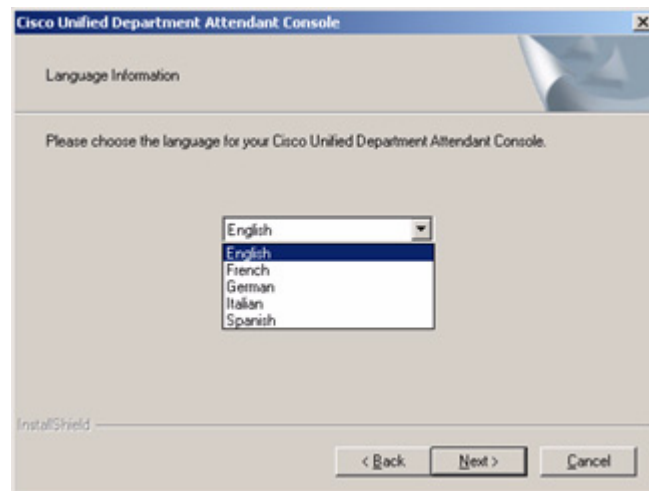 Cisco Unified Department Attendant Console
Language Information
Please choose the language for your Cisco Unified Department Attendant Console.
English
English
French
German
Italian
Spanish
InstallShield
< Back
Next >
Cancel